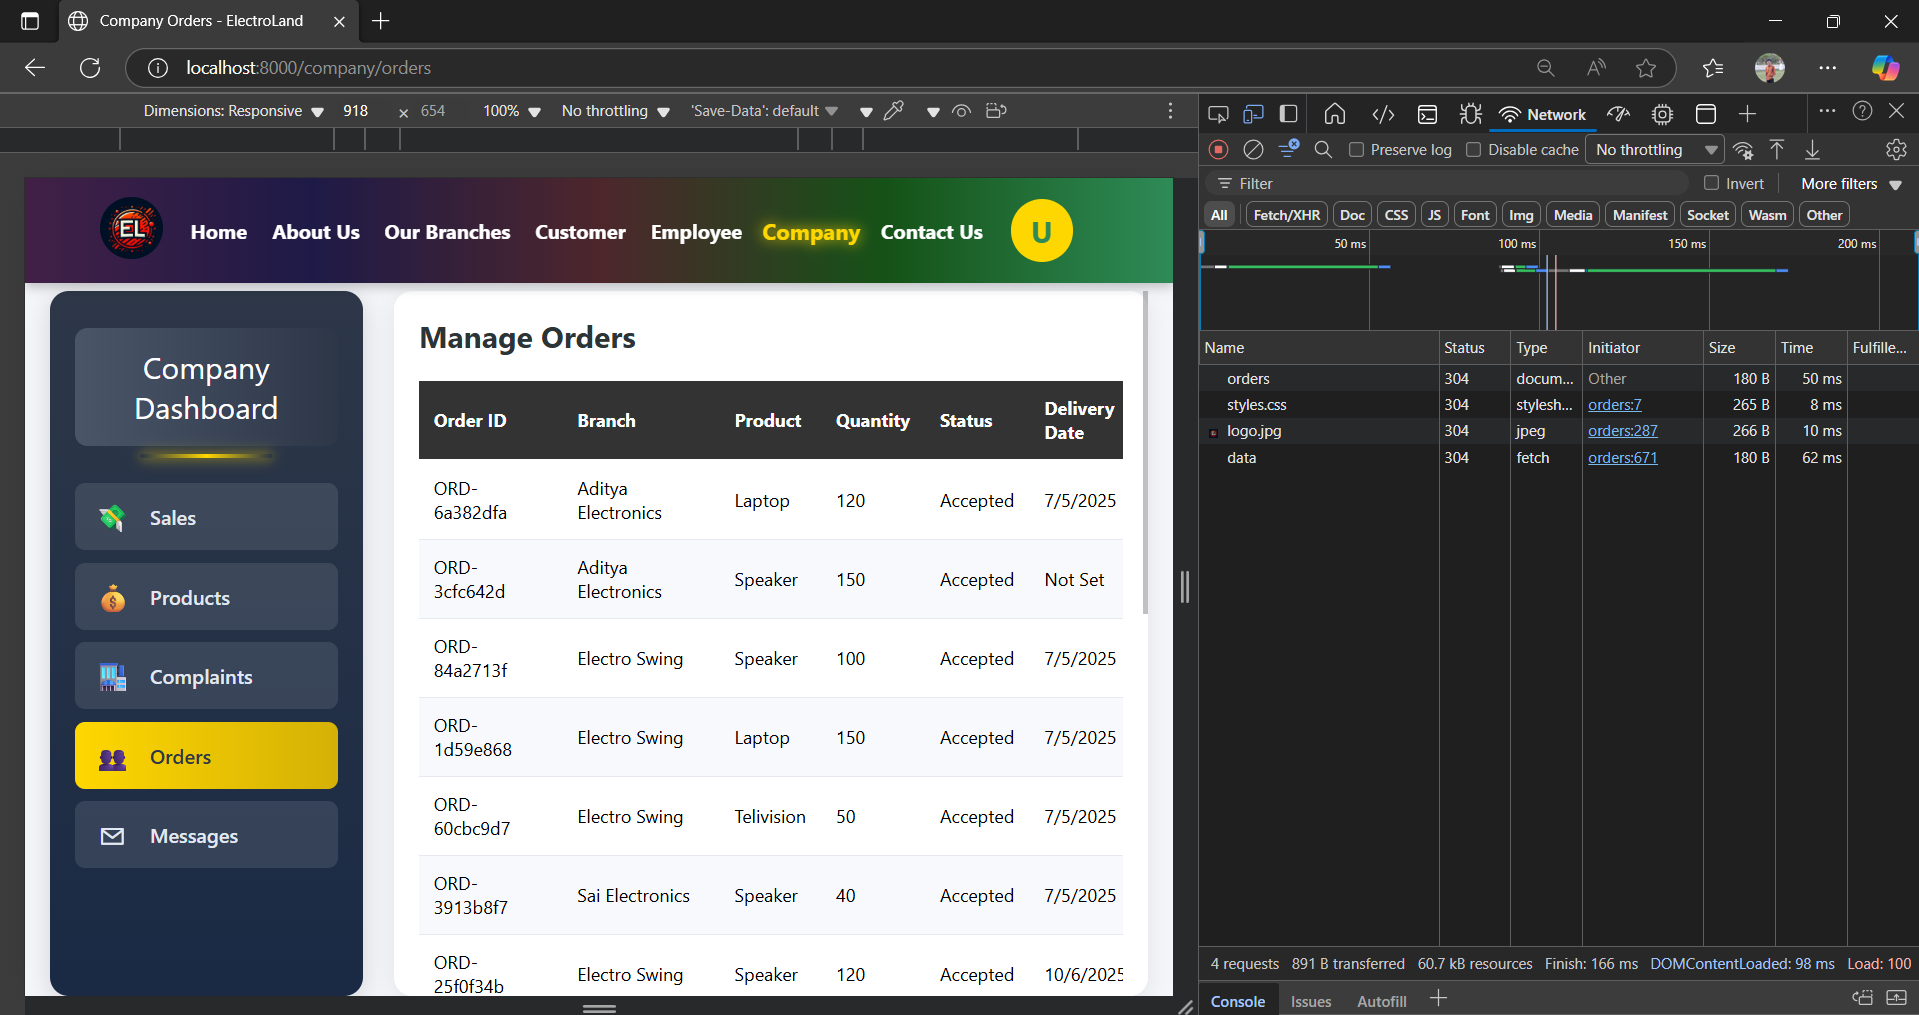 Company Orders - ElectroLand
localhost:8000/company/orders
Dimensions: Responsive 918 × 654 100% No throttling 'Save-Data': default
Network
Preserve log Disable cache No throttling
Filter Invert More filters
All Fetch/XHR Doc CSS JS Font Img Media Manifest Socket Wasm Other
50 ms 100 ms 150 ms 200 ms
EL Home About Us Our Branches Customer Employee Company Contact Us U
Company
Dashboard
Sales
Products
Complaints
Orders
Messages
Manage Orders
Order ID Branch Product Quantity Status Delivery
Date
ORD- Aditya
6a382dfa Electronics Laptop 120 Accepted 7/5/2025
ORD- Aditya
3cfc642d Electronics Speaker 150 Accepted Not Set
ORD-
84a2713f Electro Swing Speaker 100 Accepted 7/5/2025
ORD-
1d59e868 Electro Swing Laptop 150 Accepted 7/5/2025
ORD-
60cbc9d7 Electro Swing Telivision 50 Accepted 7/5/2025
ORD-
3913b8f7 Sai Electronics Speaker 40 Accepted 7/5/2025
ORD-
25f0f34b Electro Swing Speaker 120 Accepted 10/6/2025
Name Status Type Initiator Size Time Fulfille...
orders 304 docum... Other 180 B 50 ms
styles.css 304 stylesh... orders:7 265 B 8 ms
logo.jpg 304 jpeg orders:287 266 B 10 ms
data 304 fetch orders:671 180 B 62 ms
4 requests 891 B transferred 60.7 kB resources Finish: 166 ms DOMContentLoaded: 98 ms Load: 100
Console Issues Autofill